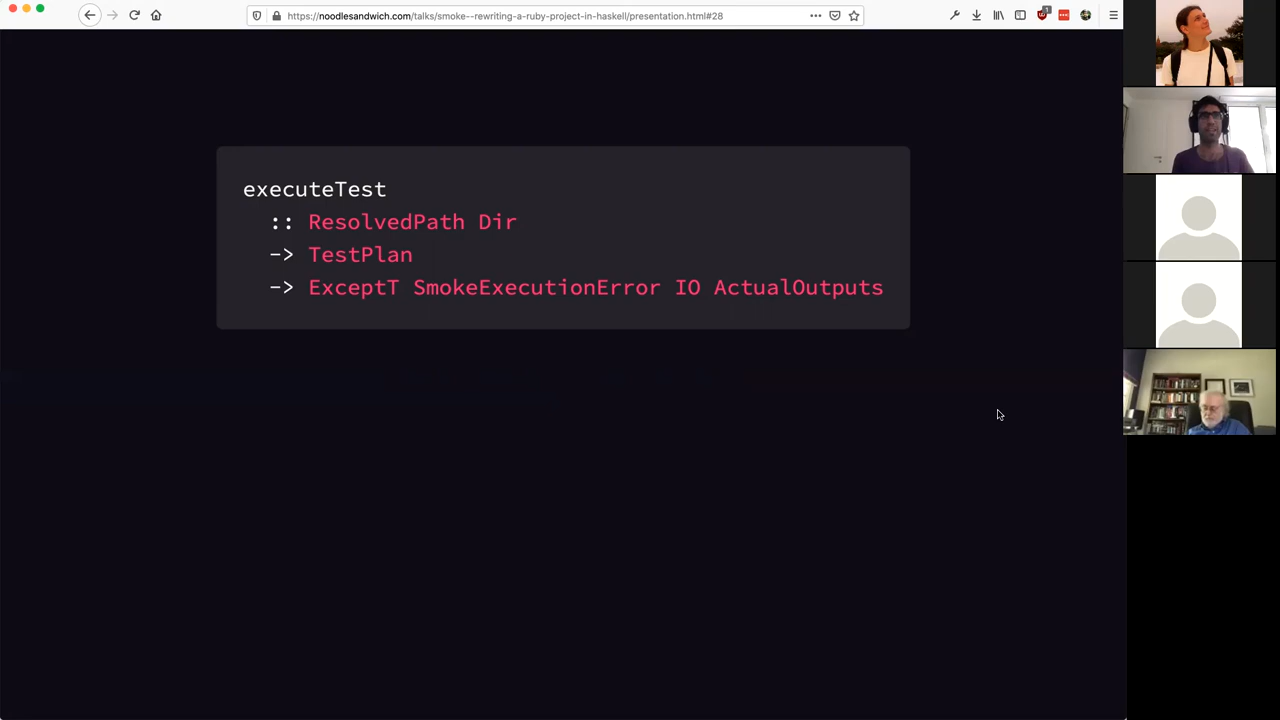 https://noodlesandwich.com/talks/smoke--rewriting-a-ruby-project-in-haskell/presentation.html#28
executeTest
:: ResolvedPath Dir
-> TestPlan
-> ExceptT SmokeExecutionError IO ActualOutputs